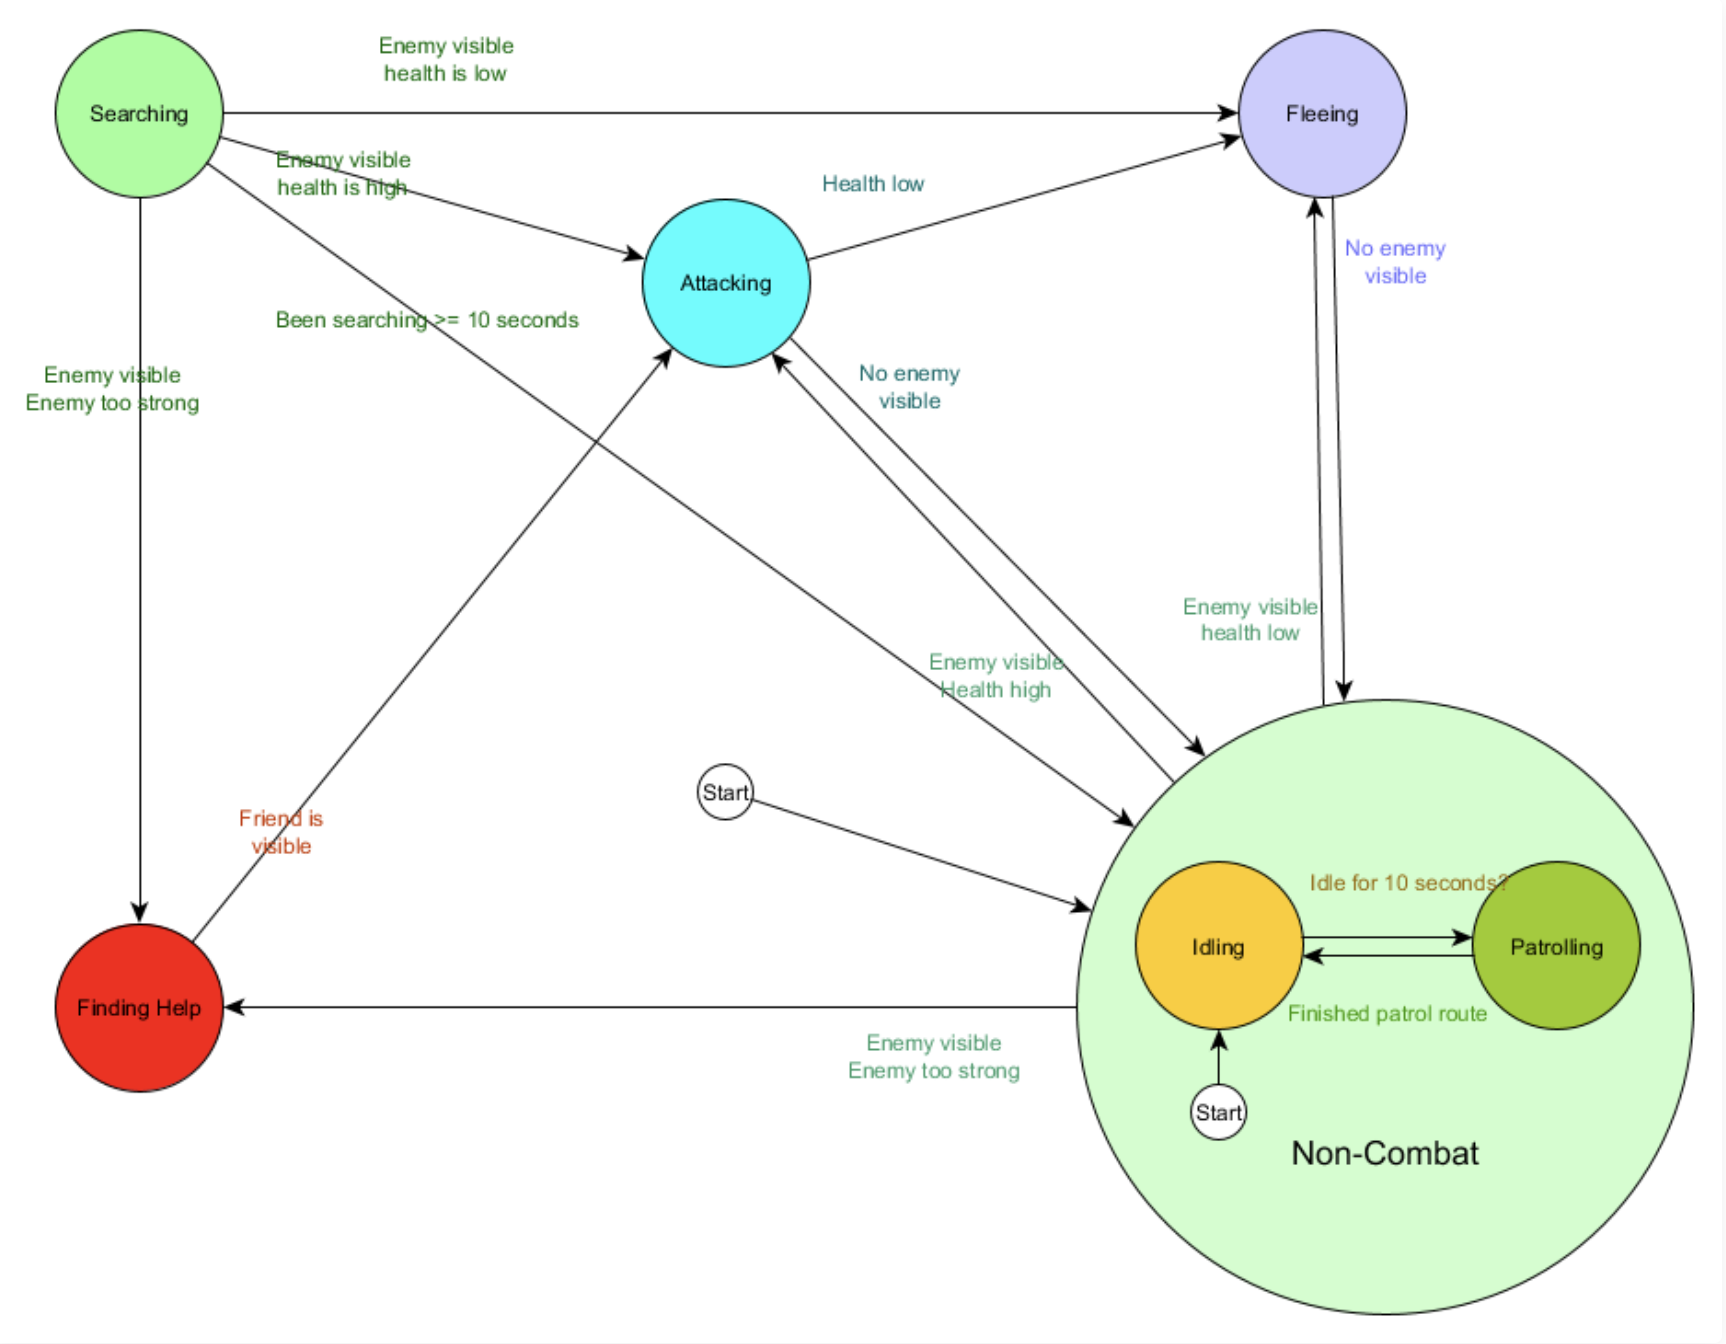 Enemy visible
health is low
Searching
Fleeing
Enemy visible
health is high
Health low
No enemy
visible
Attacking
Been searching >= 10 seconds
Enemy visible
Enemy too strong
No enemy
visible
Enemy visible
health low
Enemy visible
Health high
Start
Friend is
visible
Idle for 10 seconds?
Idling
Patrolling
Finding Help
Finished patrol route
Enemy visible
Enemy too strong
Start
Non-Combat